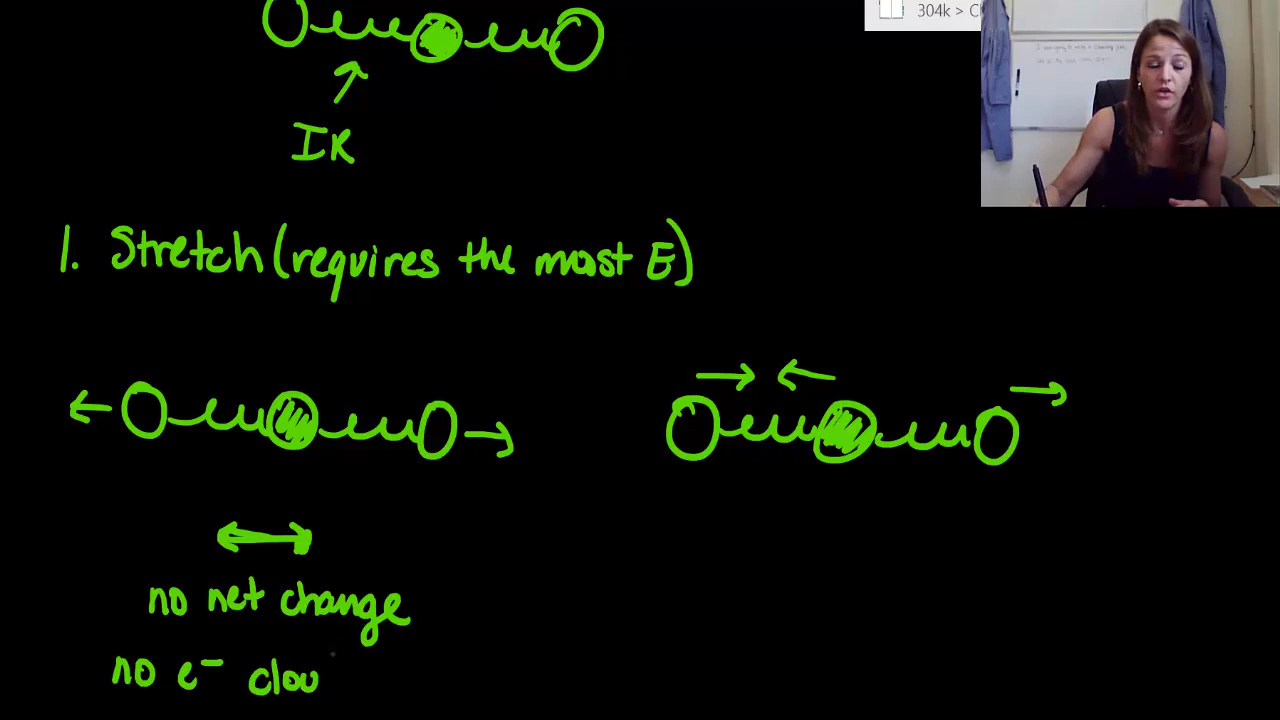 304k > C
IR
1. Stretch (requires the most E)
no net change
no e⁻ clou